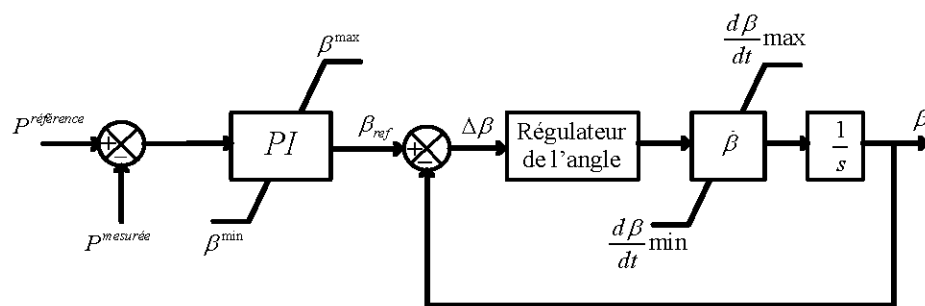 P^référence
+
−
P^mesurée
β^max
PI
β^min
β_ref
+
−
Δβ
Régulateur
de l'angle
dβ/dt max
β̇
dβ/dt min
1/s
β